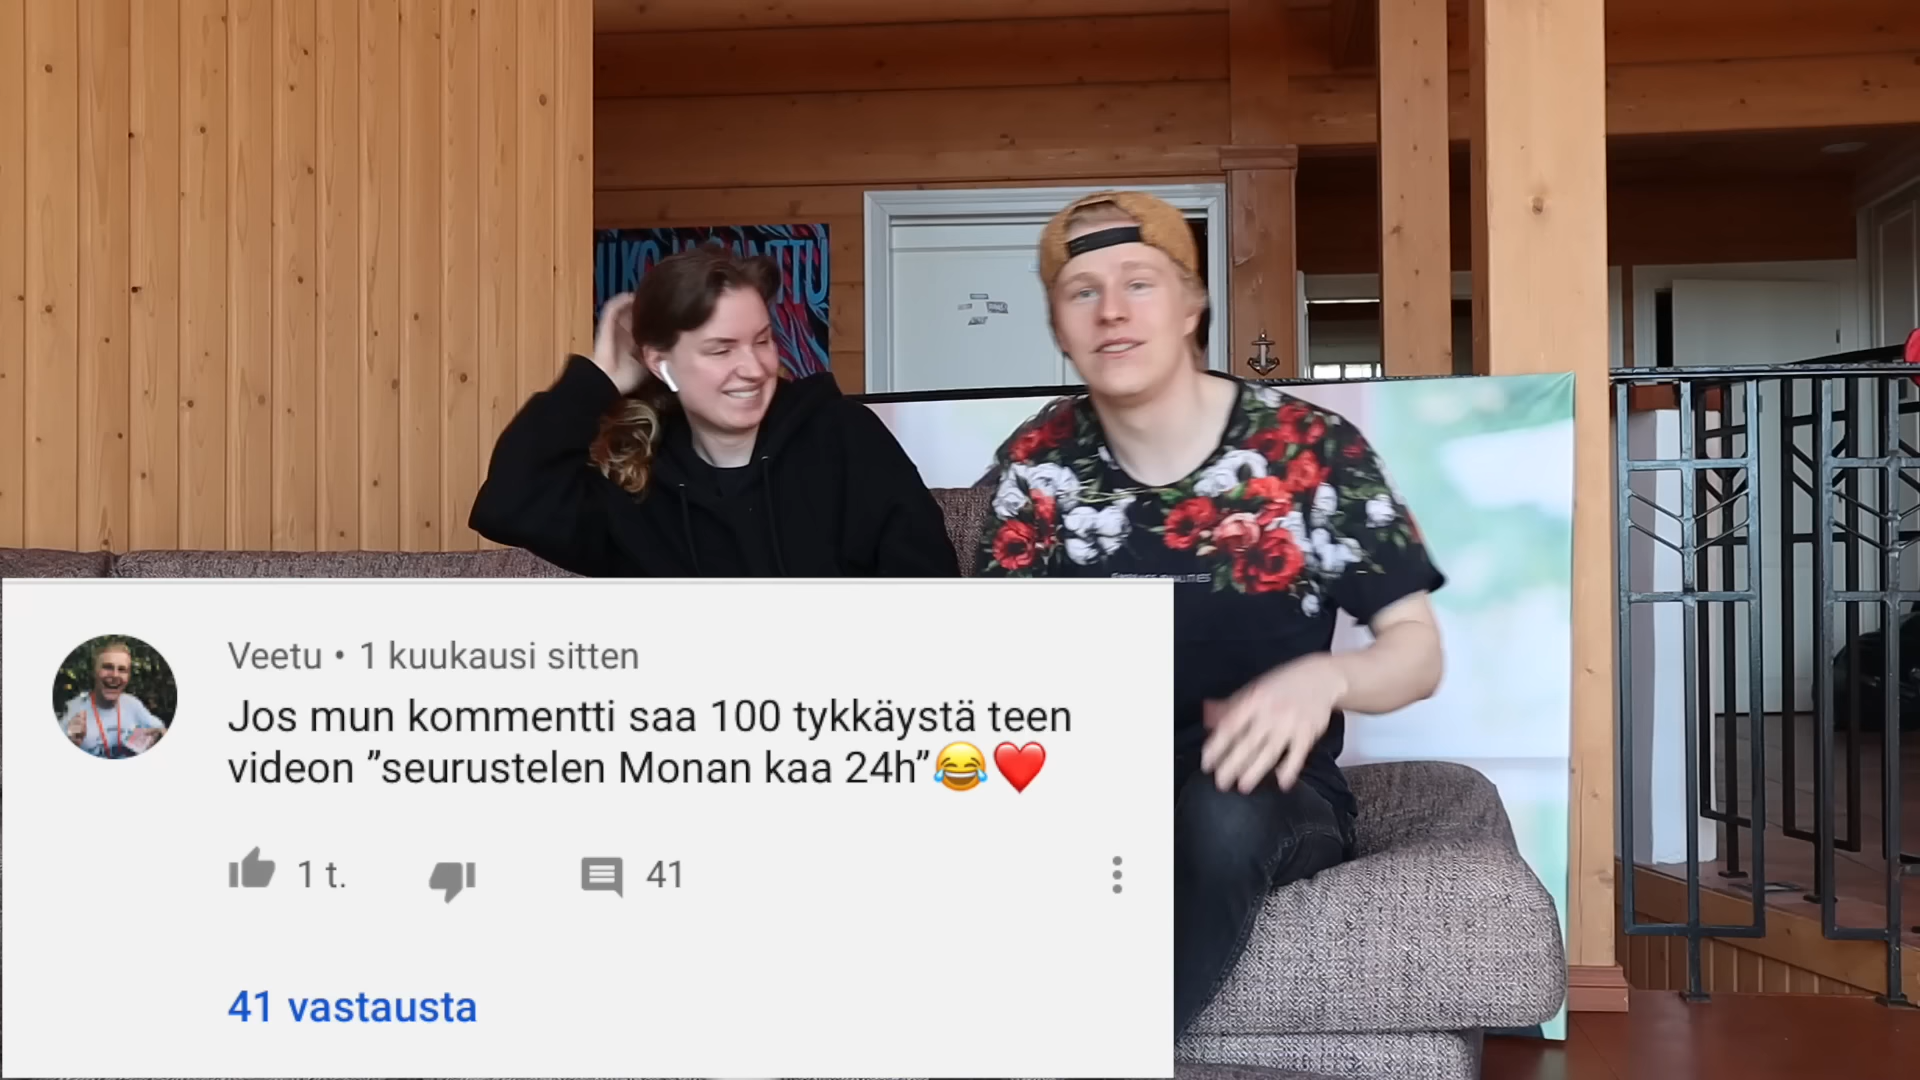 Veetu • 1 kuukausi sitten
Jos mun kommentti saa 100 tykkäystä teen
videon ”seurustelen Monan kaa 24h”😂❤️
1 t.
41
41 vastausta